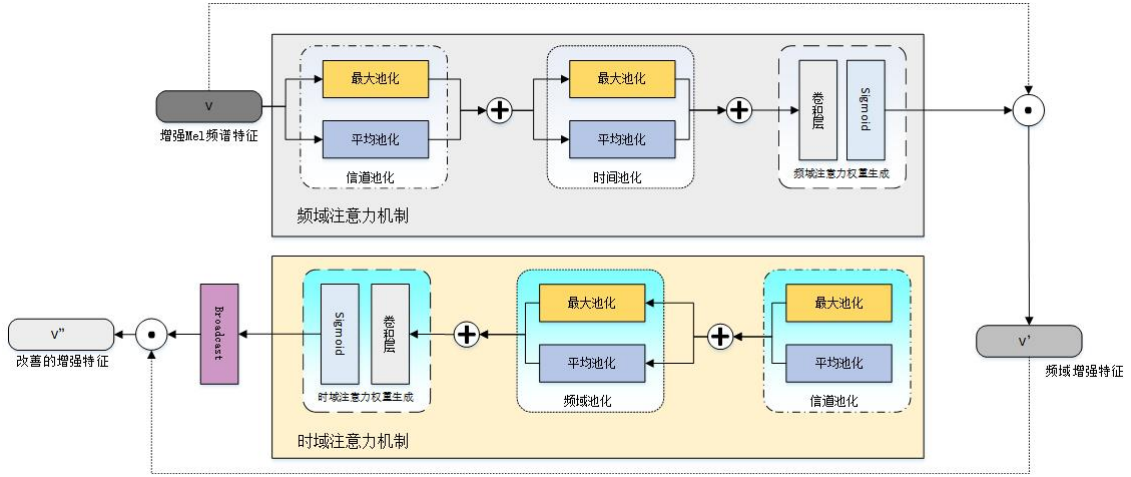 V
增强Mel频谱特征
最大池化
平均池化
信道池化
最大池化
平均池化
时间池化
卷积层
Sigmoid
频域注意力权重生成
频域注意力机制
V'
频域增强特征
最大池化
平均池化
信道池化
最大池化
平均池化
频域池化
卷积层
Sigmoid
时域注意力权重生成
时域注意力机制
Broadcast
V"
改善的增强特征